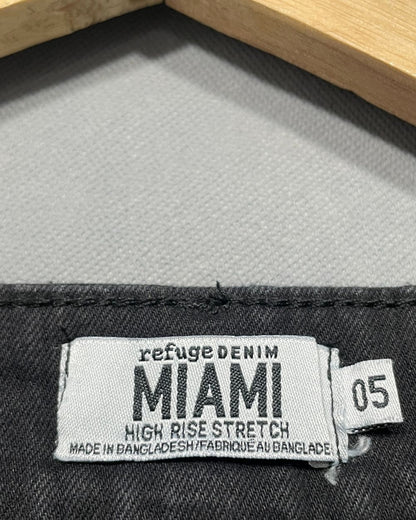 refuge DENIM
MIAMI
HIGH RISE STRETCH
MADE IN BANGLADESH/FABRIQUE AU BANGLADE
05